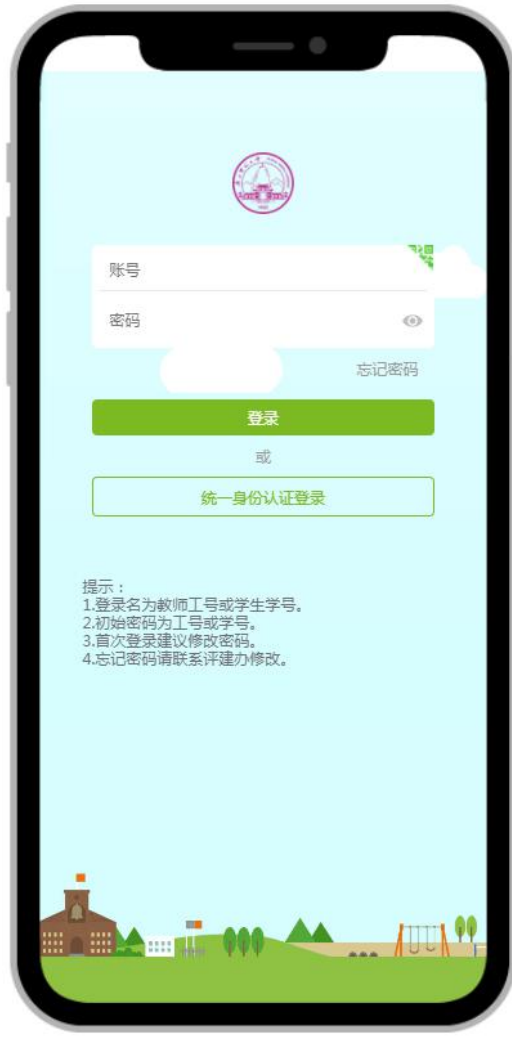 账号
密码
忘记密码
登录
或
统一身份认证登录
提示：
1.登录名为教师工号或学生学号。
2.初始密码为工号或学号。
3.首次登录建议修改密码。
4.忘记密码请联系评建办修改。